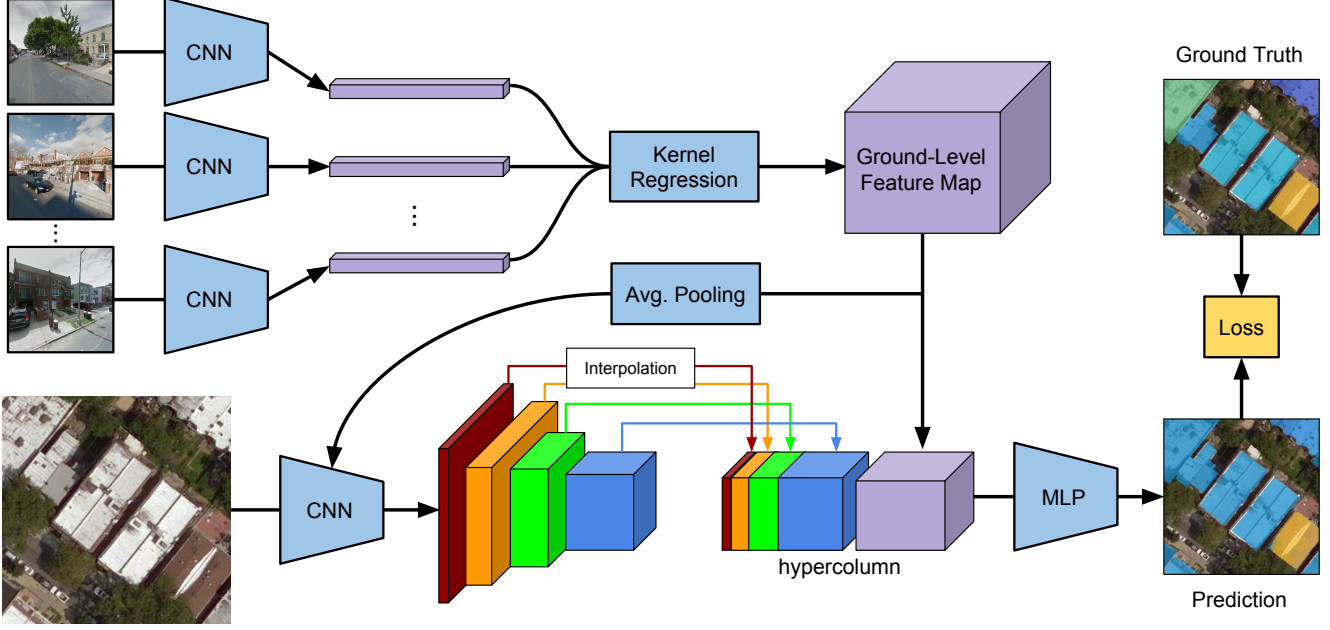 CNN
CNN
...
...
CNN
Kernel
Regression
Ground-Level
Feature Map
Avg. Pooling
Interpolation
CNN
hypercolumn
MLP
Ground Truth
Loss
Prediction